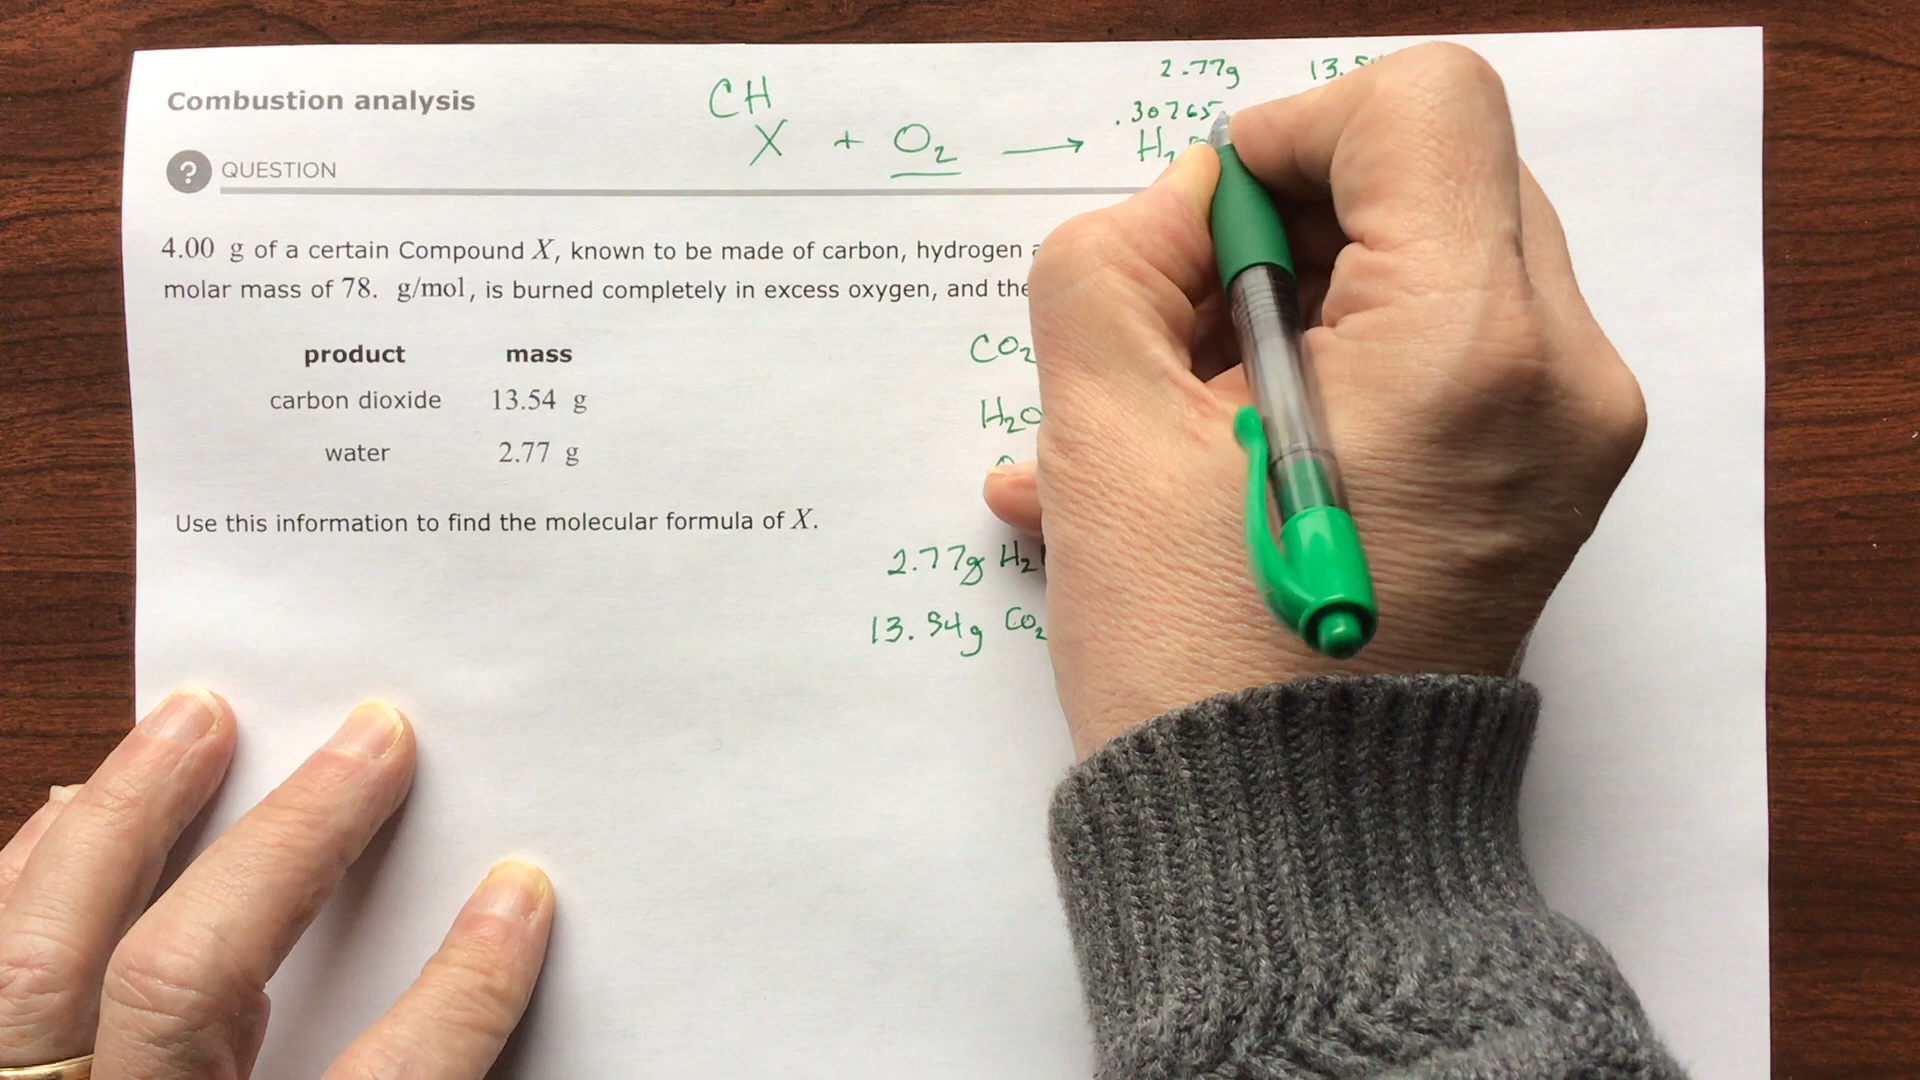 2.77g 13.5
Combustion analysis
CH
.30765
X + O₂ → H₂
? QUESTION
4.00 g of a certain Compound X, known to be made of carbon, hydrogen
molar mass of 78. g/mol, is burned completely in excess oxygen, and the
product mass
CO₂
carbon dioxide 13.54 g
H₂O
water 2.77 g
Use this information to find the molecular formula of X.
2.77g H₂
13.54g CO₂